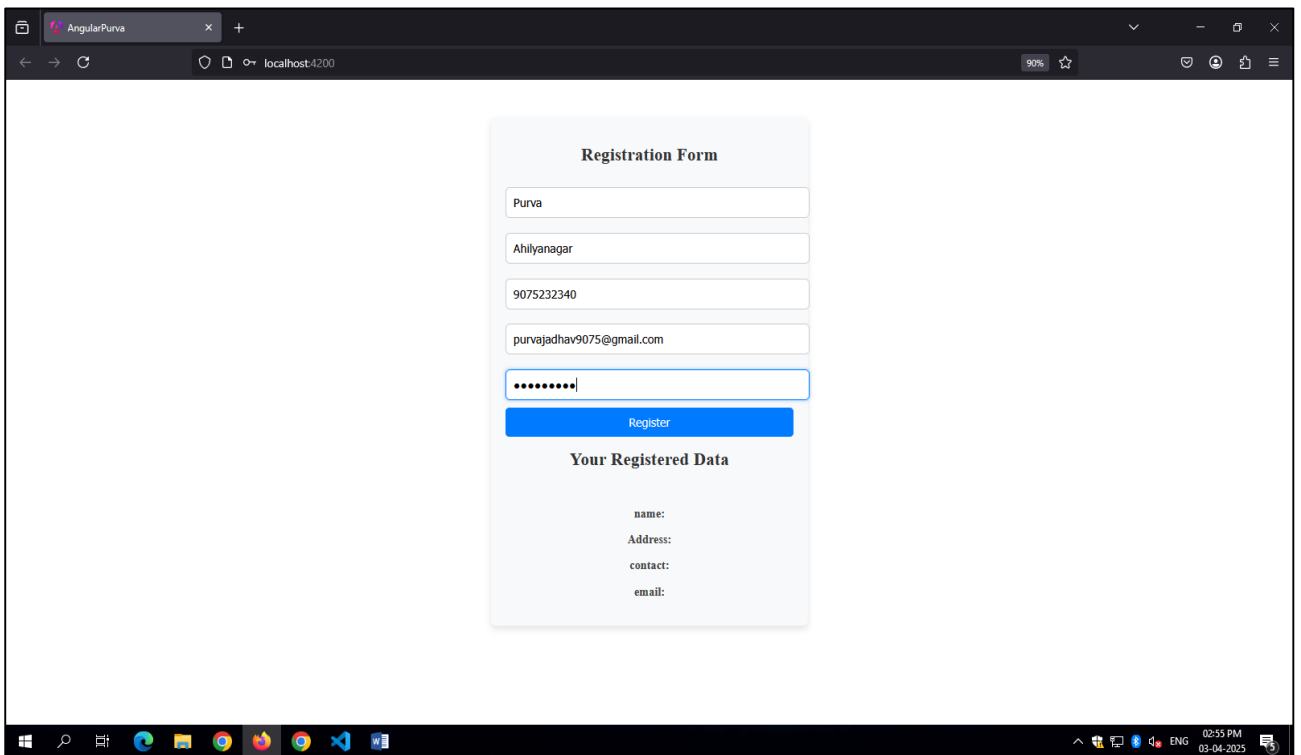 AngularPurva
localhost:4200
90%
Registration Form
Purva
Ahilyanagar
9075232340
purvajadhav9075@gmail.com
•••••••••
Register
Your Registered Data
name:
Address:
contact:
email:
ENG
02:55 PM
03-04-2025
5